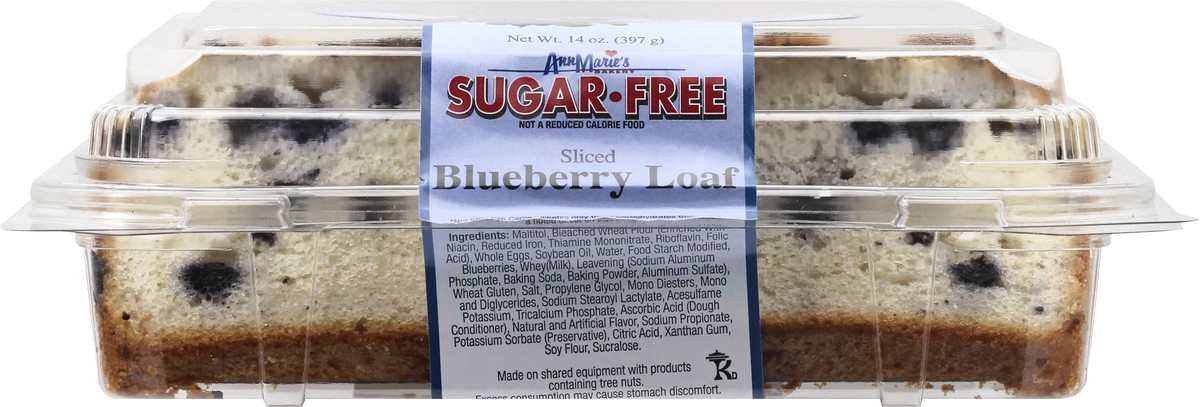 Net Wt. 14 oz. (397 g)
AnnMarie's
BAKERY
SUGAR•FREE
NOT A REDUCED CALORIE FOOD
Sliced
Blueberry Loaf
Ingredients: Maltitol, Bleached Wheat Flour (Enriched With
Niacin, Reduced Iron, Thiamine Mononitrate, Riboflavin, Folic
Acid), Whole Eggs, Soybean Oil, Water, Food Starch Modified,
Blueberries, Whey(Milk), Leavening (Sodium Aluminum
Phosphate, Baking Soda, Baking Powder, Aluminum Sulfate),
Wheat Gluten, Salt, Propylene Glycol, Mono Diesters, Mono
and Diglycerides, Sodium Stearoyl Lactylate, Acesulfame
Potassium, Tricalcium Phosphate, Ascorbic Acid (Dough
Conditioner), Natural and Artificial Flavor, Sodium Propionate,
Potassium Sorbate (Preservative), Citric Acid, Xanthan Gum,
Soy Flour, Sucralose.
Made on shared equipment with products
containing tree nuts.
K D
Excess consumption may cause stomach discomfort.